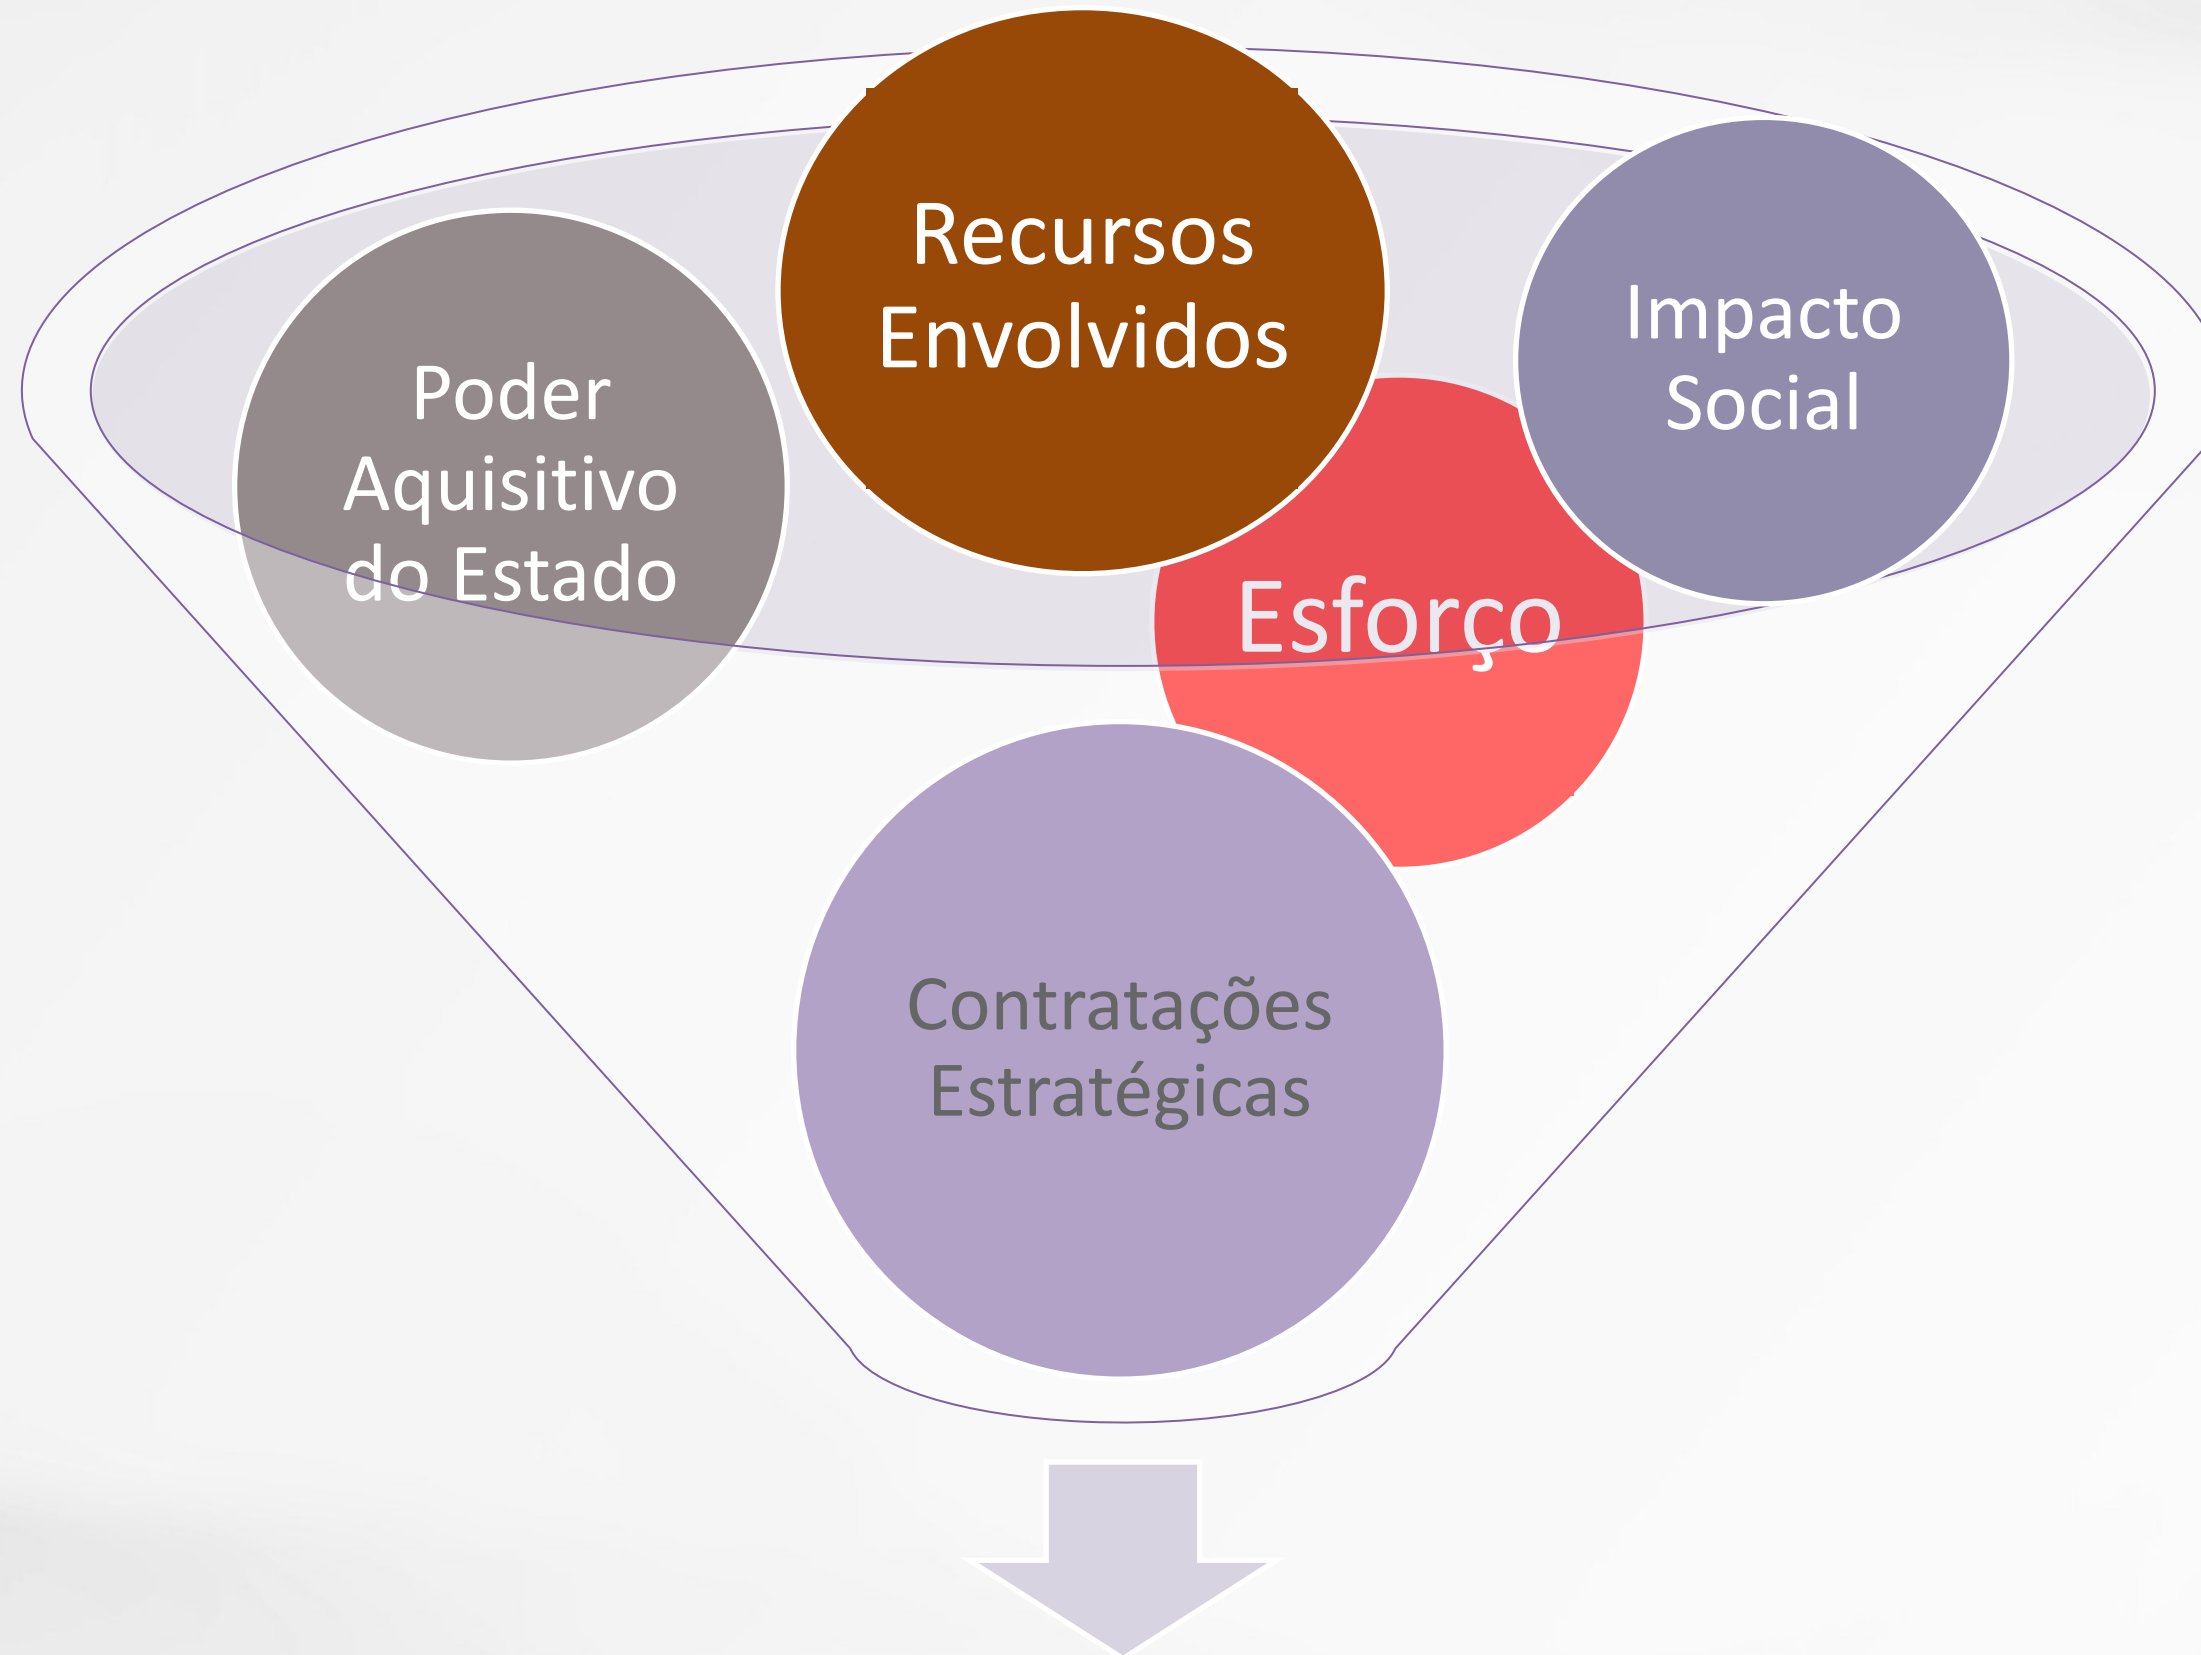 Recursos
Envolvidos
Impacto
Social
Poder
Aquisitivo
do Estado
Esforço
Contratações
Estratégicas